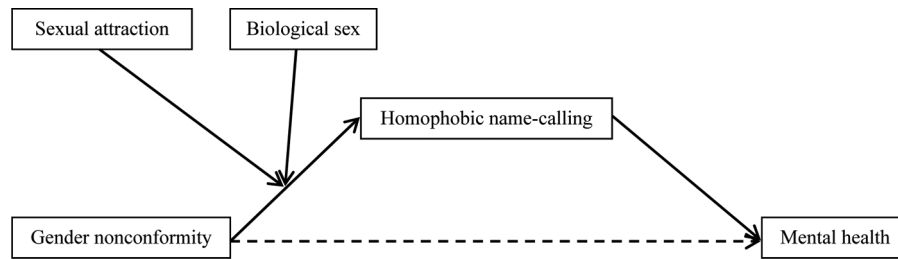 Sexual attraction
Biological sex
Homophobic name-calling
Gender nonconformity
Mental health